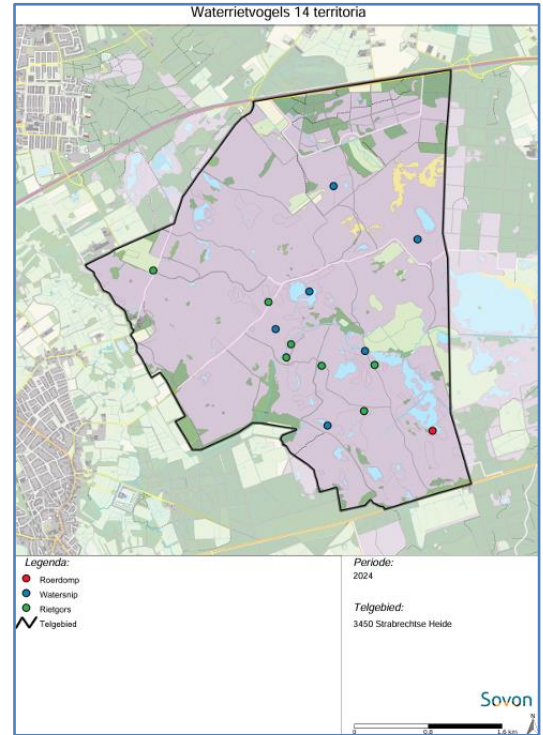 Waterrietvogels 14 territoria
Legenda:
Roerdomp
Watersnip
Rietgors
Telgebied
Periode:
2024
Telgebied:
3450 Strabrechtse Heide
Sovon
N
0 0.8 1.6 km